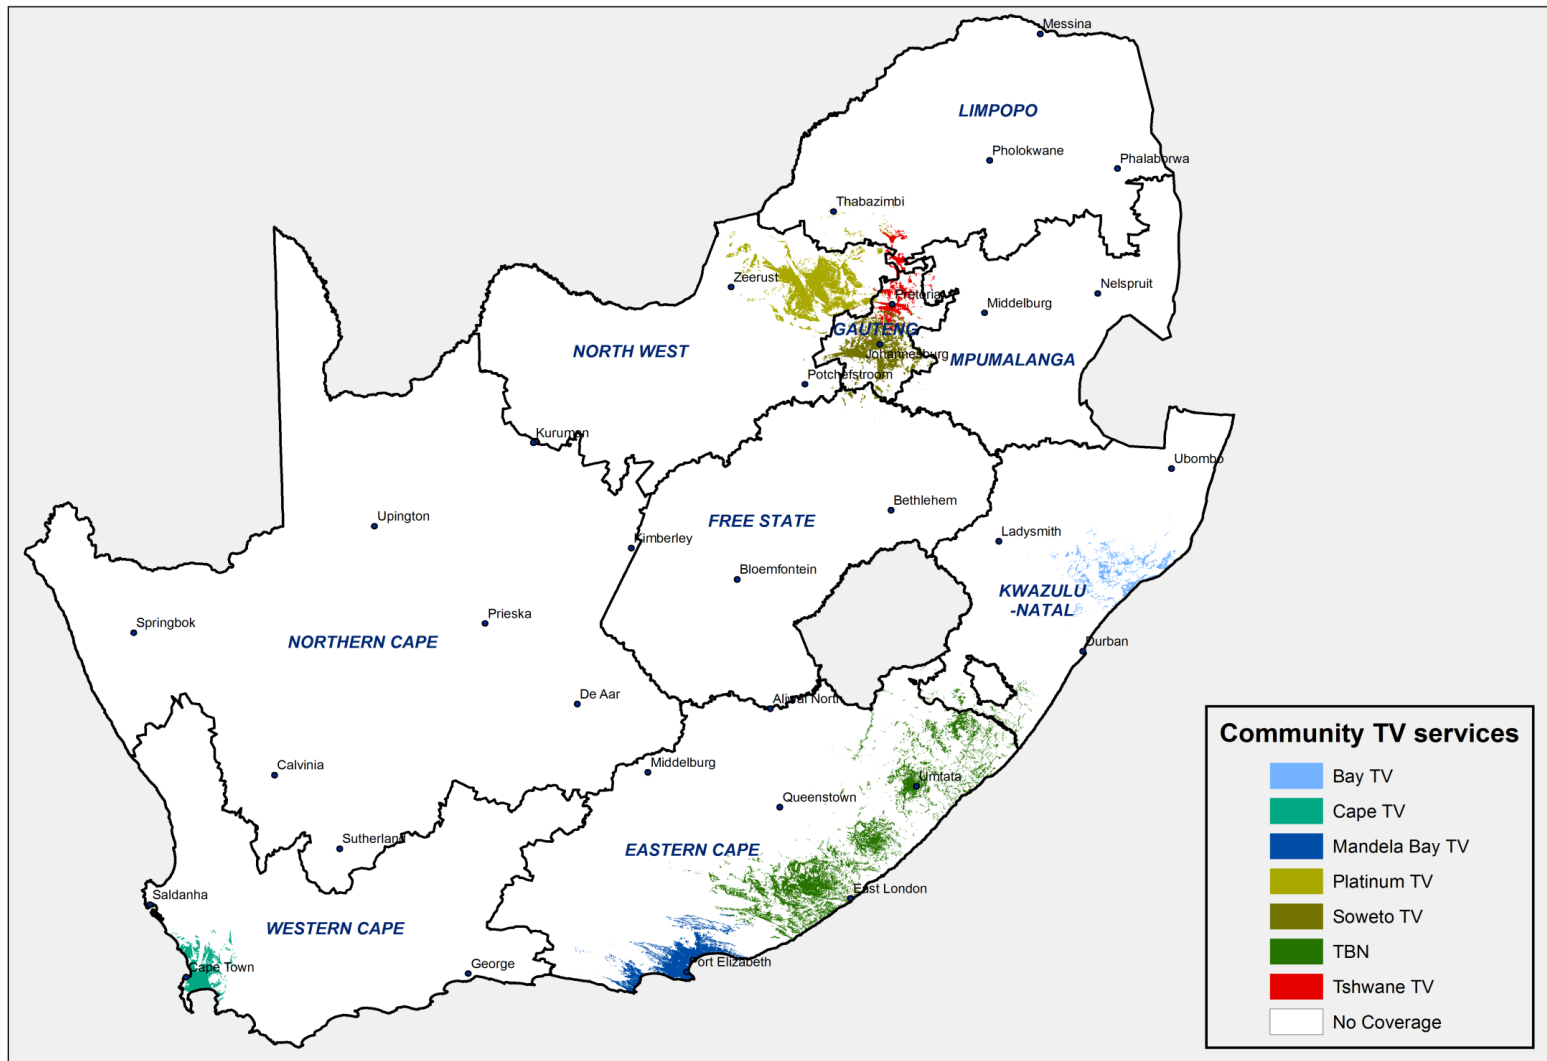 Messina
LIMPOPO
Pholokwane
Phalaborwa
Thabazimbi
Zeerust
Nelspruit
Pretoria
Middelburg
GAUTENG
NORTH WEST
Johannesburg
MPUMALANGA
Potchefstroom
Kuruman
Ubombo
Upington
Bethlehem
FREE STATE
Ladysmith
Kimberley
Bloemfontein
KWAZULU
-NATAL
Springbok
Prieska
NORTHERN CAPE
Durban
De Aar
Aliwal North
Calvinia
Middelburg
Umtata
Queenstown
Sutherland
EASTERN CAPE
East London
Saldanha
WESTERN CAPE
Cape Town
George
Port Elizabeth
Community TV services
Bay TV
Cape TV
Mandela Bay TV
Platinum TV
Soweto TV
TBN
Tshwane TV
No Coverage